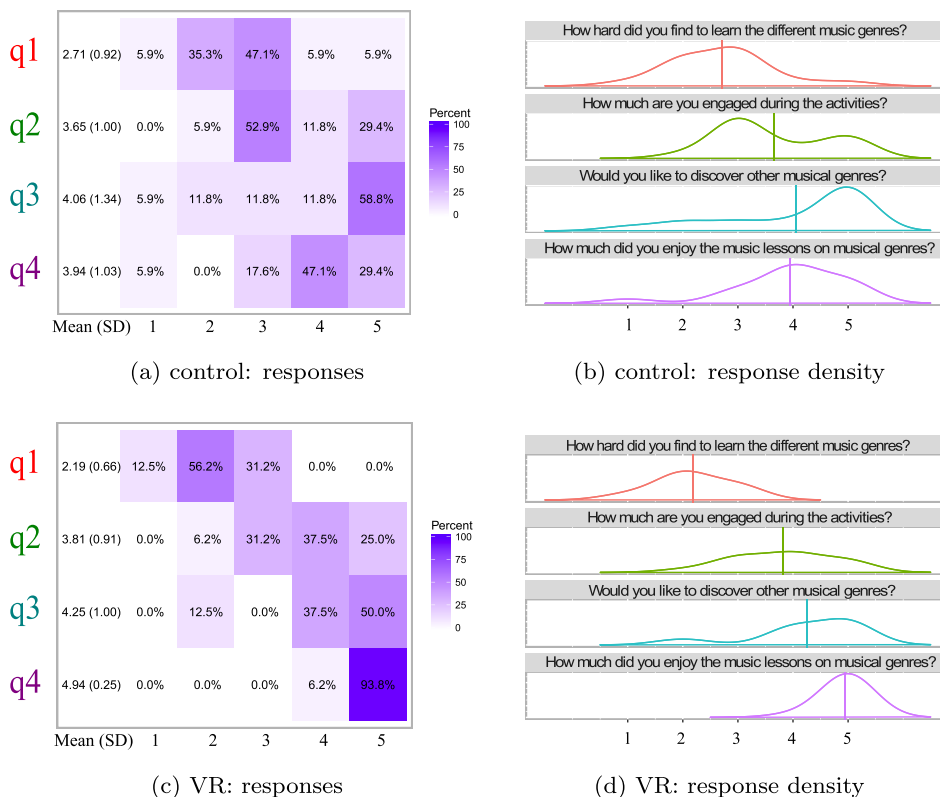 q1 2.71 (0.92) 5.9% 35.3% 47.1% 5.9% 5.9%
q2 3.65 (1.00) 0.0% 5.9% 52.9% 11.8% 29.4%
q3 4.06 (1.34) 5.9% 11.8% 11.8% 11.8% 58.8%
q4 3.94 (1.03) 5.9% 0.0% 17.6% 47.1% 29.4%
Mean (SD) 1 2 3 4 5
Percent
100
75
50
25
0
(a) control: responses
How hard did you find to learn the different music genres?
How much are you engaged during the activities?
Would you like to discover other musical genres?
How much did you enjoy the music lessons on musical genres?
1 2 3 4 5
(b) control: response density
q1 2.19 (0.66) 12.5% 56.2% 31.2% 0.0% 0.0%
q2 3.81 (0.91) 0.0% 6.2% 31.2% 37.5% 25.0%
q3 4.25 (1.00) 0.0% 12.5% 0.0% 37.5% 50.0%
q4 4.94 (0.25) 0.0% 0.0% 0.0% 6.2% 93.8%
Mean (SD) 1 2 3 4 5
Percent
100
75
50
25
0
(c) VR: responses
How hard did you find to learn the different music genres?
How much are you engaged during the activities?
Would you like to discover other musical genres?
How much did you enjoy the music lessons on musical genres?
1 2 3 4 5
(d) VR: response density